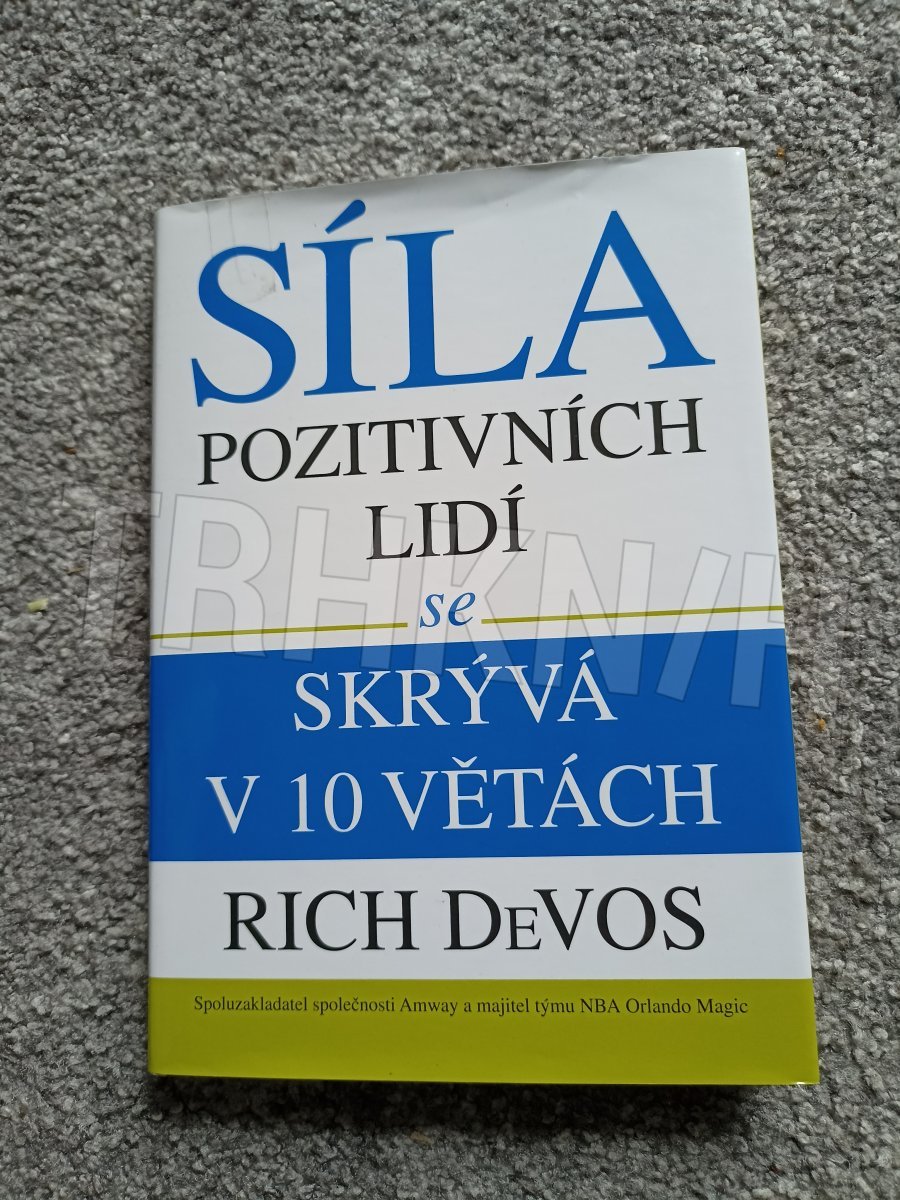 SÍLA
POZITIVNÍCH
LIDÍ
se
SKRÝVÁ
V 10 VĚTÁCH
RICH DeVOS
Spoluzakladatel společnosti Amway a majitel týmu NBA Orlando Magic